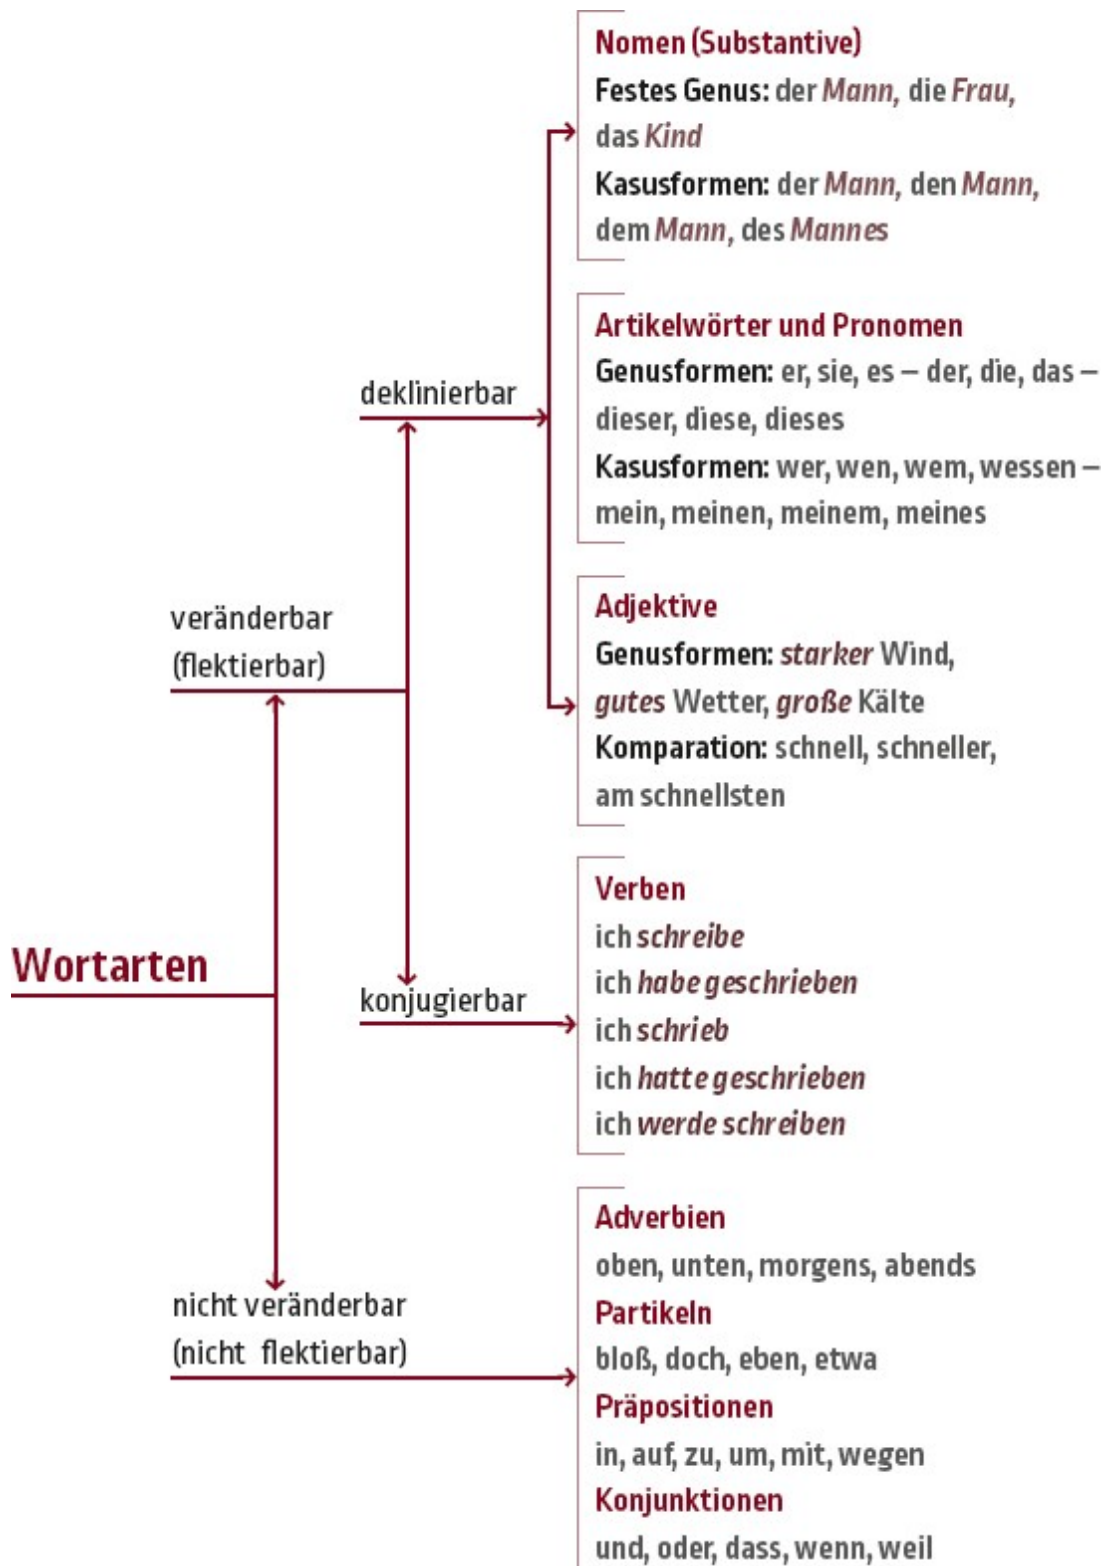 Nomen (Substantive)
Festes Genus: der Mann, die Frau,
das Kind
Kasusformen: der Mann, den Mann,
dem Mann, des Mannes
Artikelwörter und Pronomen
Genusformen: er, sie, es – der, die, das –
dieser, diese, dieses
Kasusformen: wer, wen, wem, wessen –
mein, meinen, meinem, meines
deklinierbar
Adjektive
Genusformen: starker Wind,
gutes Wetter, große Kälte
Komparation: schnell, schneller,
am schnellsten
veränderbar
(flektierbar)
Verben
ich schreibe
ich habe geschrieben
ich schrieb
ich hatte geschrieben
ich werde schreiben
Wortarten
konjugierbar
Adverbien
oben, unten, morgens, abends
Partikeln
bloß, doch, eben, etwa
Präpositionen
in, auf, zu, um, mit, wegen
Konjunktionen
und, oder, dass, wenn, weil
nicht veränderbar
(nicht flektierbar)